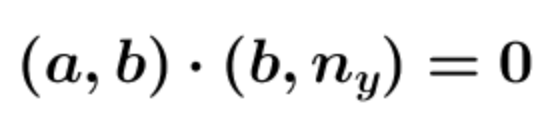 (a, b) · (b, n_y) = 0